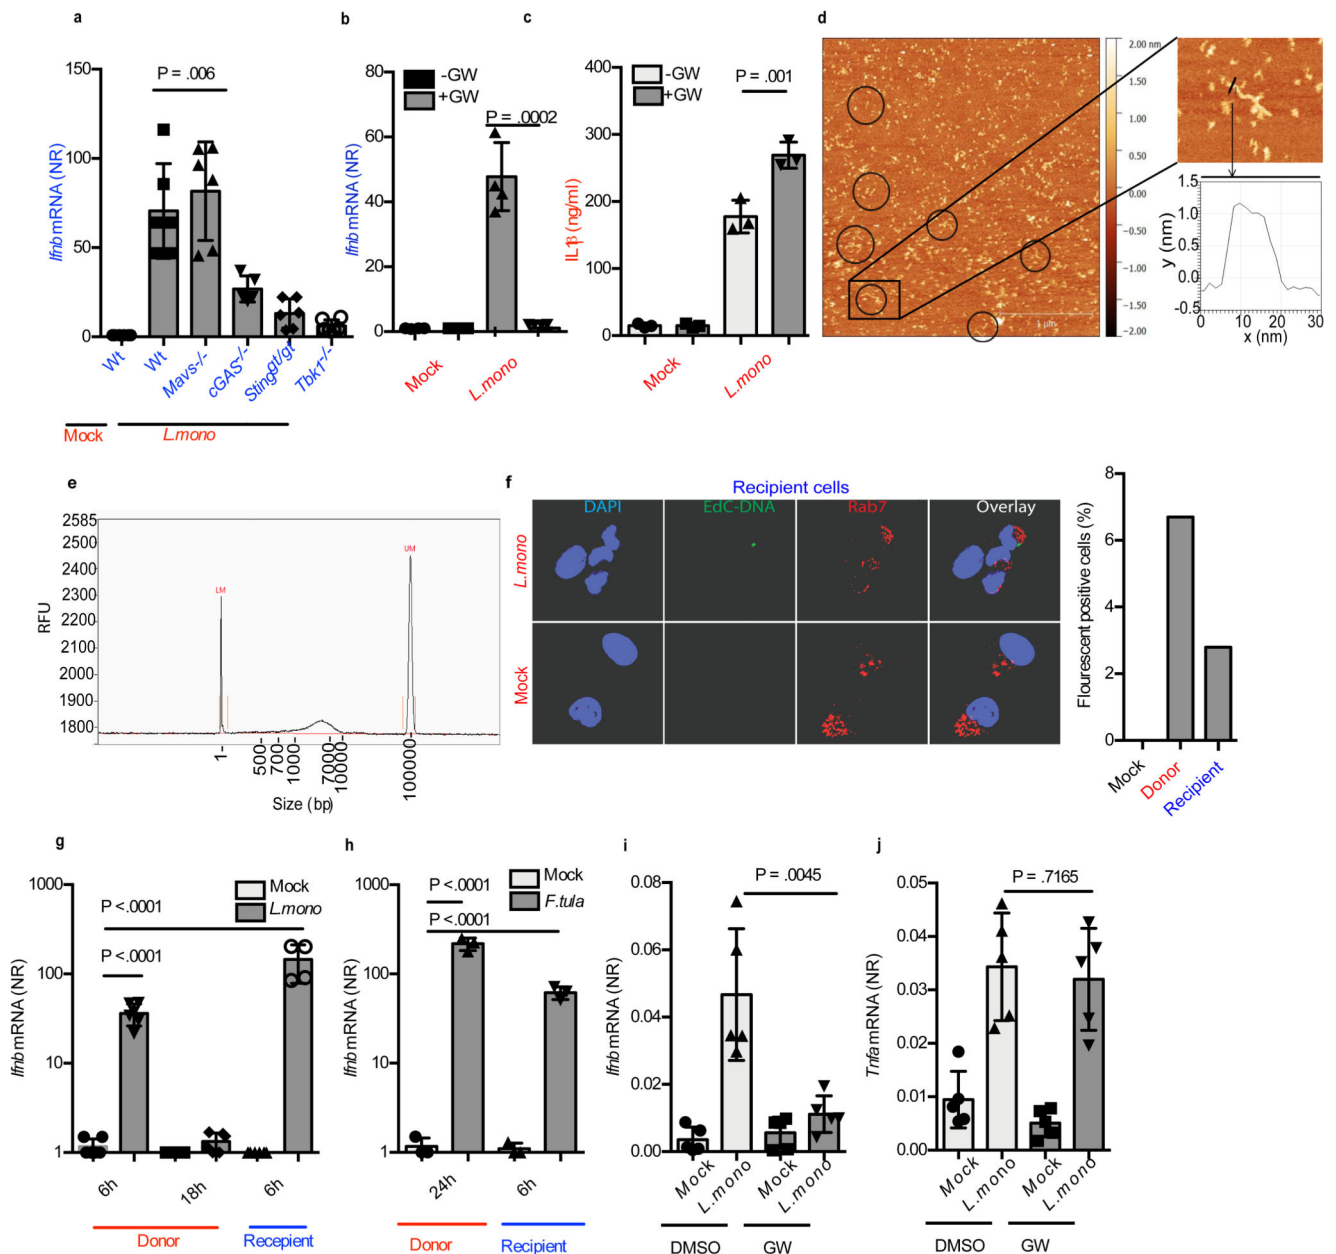 a
150
100
50
0
Ifnb mRNA (NR)
P = .006
Wt
Wt
Mavs-/-
cGAS-/-
Stinggt/gt
Tbk1-/-
Mock
L.mono
b
80
60
40
20
0
Ifnb mRNA (NR)
-GW
+GW
P = .0002
Mock
L.mono
c
400
300
200
100
0
IL1β (ng/ml)
-GW
+GW
P = .001
Mock
L.mono
d
2.00 nm
1.00
0.50
0.00
−0.50
−1.00
−1.50
−2.00
1 µm
1.5
1.0
0.5
0.0
-0.5
y (nm)
0 10 20 30
x (nm)
e
2585
2500
2400
2300
2200
2100
2000
1900
1800
RFU
LM
UM
1-
500
700
1000
7000
10000
100000
Size (bp)
f
Recipient cells
DAPI
EdC-DNA
Rab7
Overlay
L.mono
Mock
8
6
4
2
0
Flourescent positive cells (%)
Mock
Donor
Recipient
g
1000
100
10
1
Ifnb mRNA (NR)
Mock
L.mono
P <.0001
P <.0001
6h
18h
6h
Donor
Recepient
h
1000
100
10
1
Ifnb mRNA (NR)
Mock
F.tula
P <.0001
P <.0001
24h
6h
Donor
Recipient
i
0.08
0.06
0.04
0.02
0.00
Ifnb mRNA (NR)
P = .0045
Mock
L.mono
Mock
L.mono
DMSO
GW
j
0.05
0.04
0.03
0.02
0.01
0.00
Tnfa mRNA (NR)
P = .7165
Mock
L.mono
Mock
L.mono
DMSO
GW